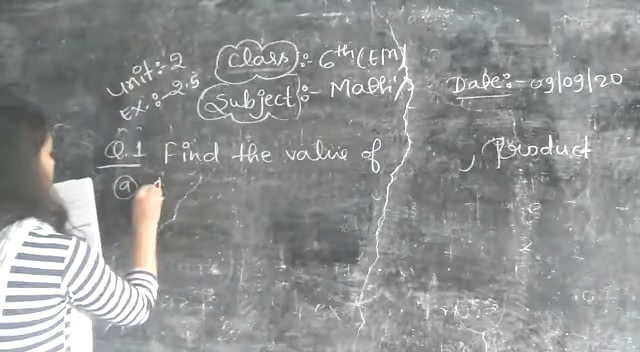 Unit:-2
Ex.:-2.5
Class:- 6th(EM)
Subject:- Math's
Date:-09/09/20
Q.1 Find the value of , product
(a)